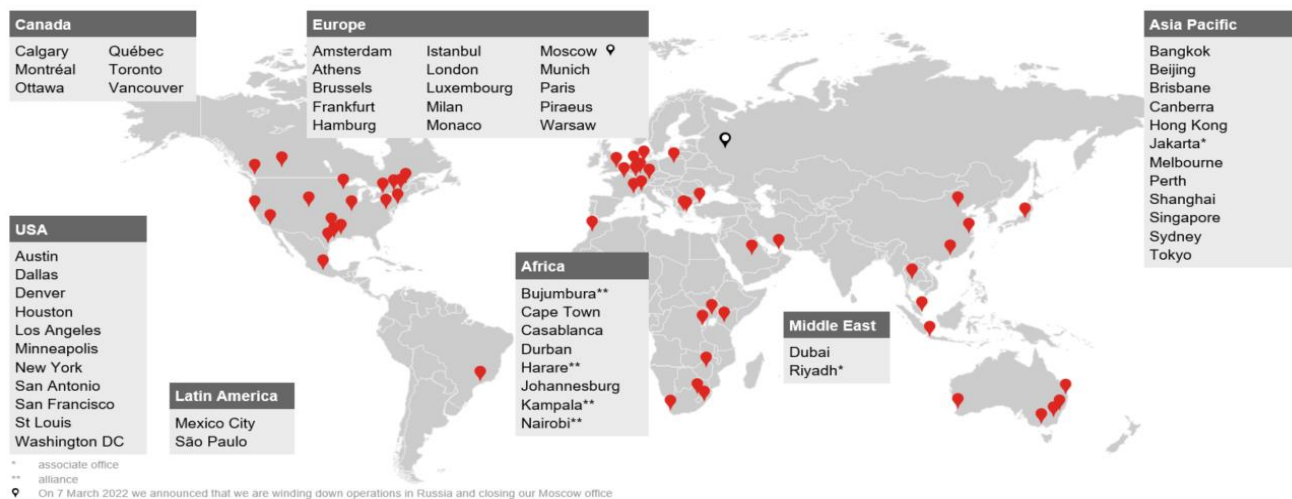 Canada
Calgary Québec
Montréal Toronto
Ottawa Vancouver
Europe
Amsterdam Istanbul Moscow
Athens London Munich
Brussels Luxembourg Paris
Frankfurt Milan Piraeus
Hamburg Monaco Warsaw
Asia Pacific
Bangkok
Beijing
Brisbane
Canberra
Hong Kong
Jakarta*
Melbourne
Perth
Shanghai
Singapore
Sydney
Tokyo
USA
Austin
Dallas
Denver
Houston
Los Angeles
Minneapolis
New York
San Antonio
San Francisco
St Louis
Washington DC
Latin America
Mexico City
São Paulo
Africa
Bujumbura**
Cape Town
Casablanca
Durban
Harare**
Johannesburg
Kampala**
Nairobi**
Middle East
Dubai
Riyadh*
* associate office
** alliance
On 7 March 2022 we announced that we are winding down operations in Russia and closing our Moscow office